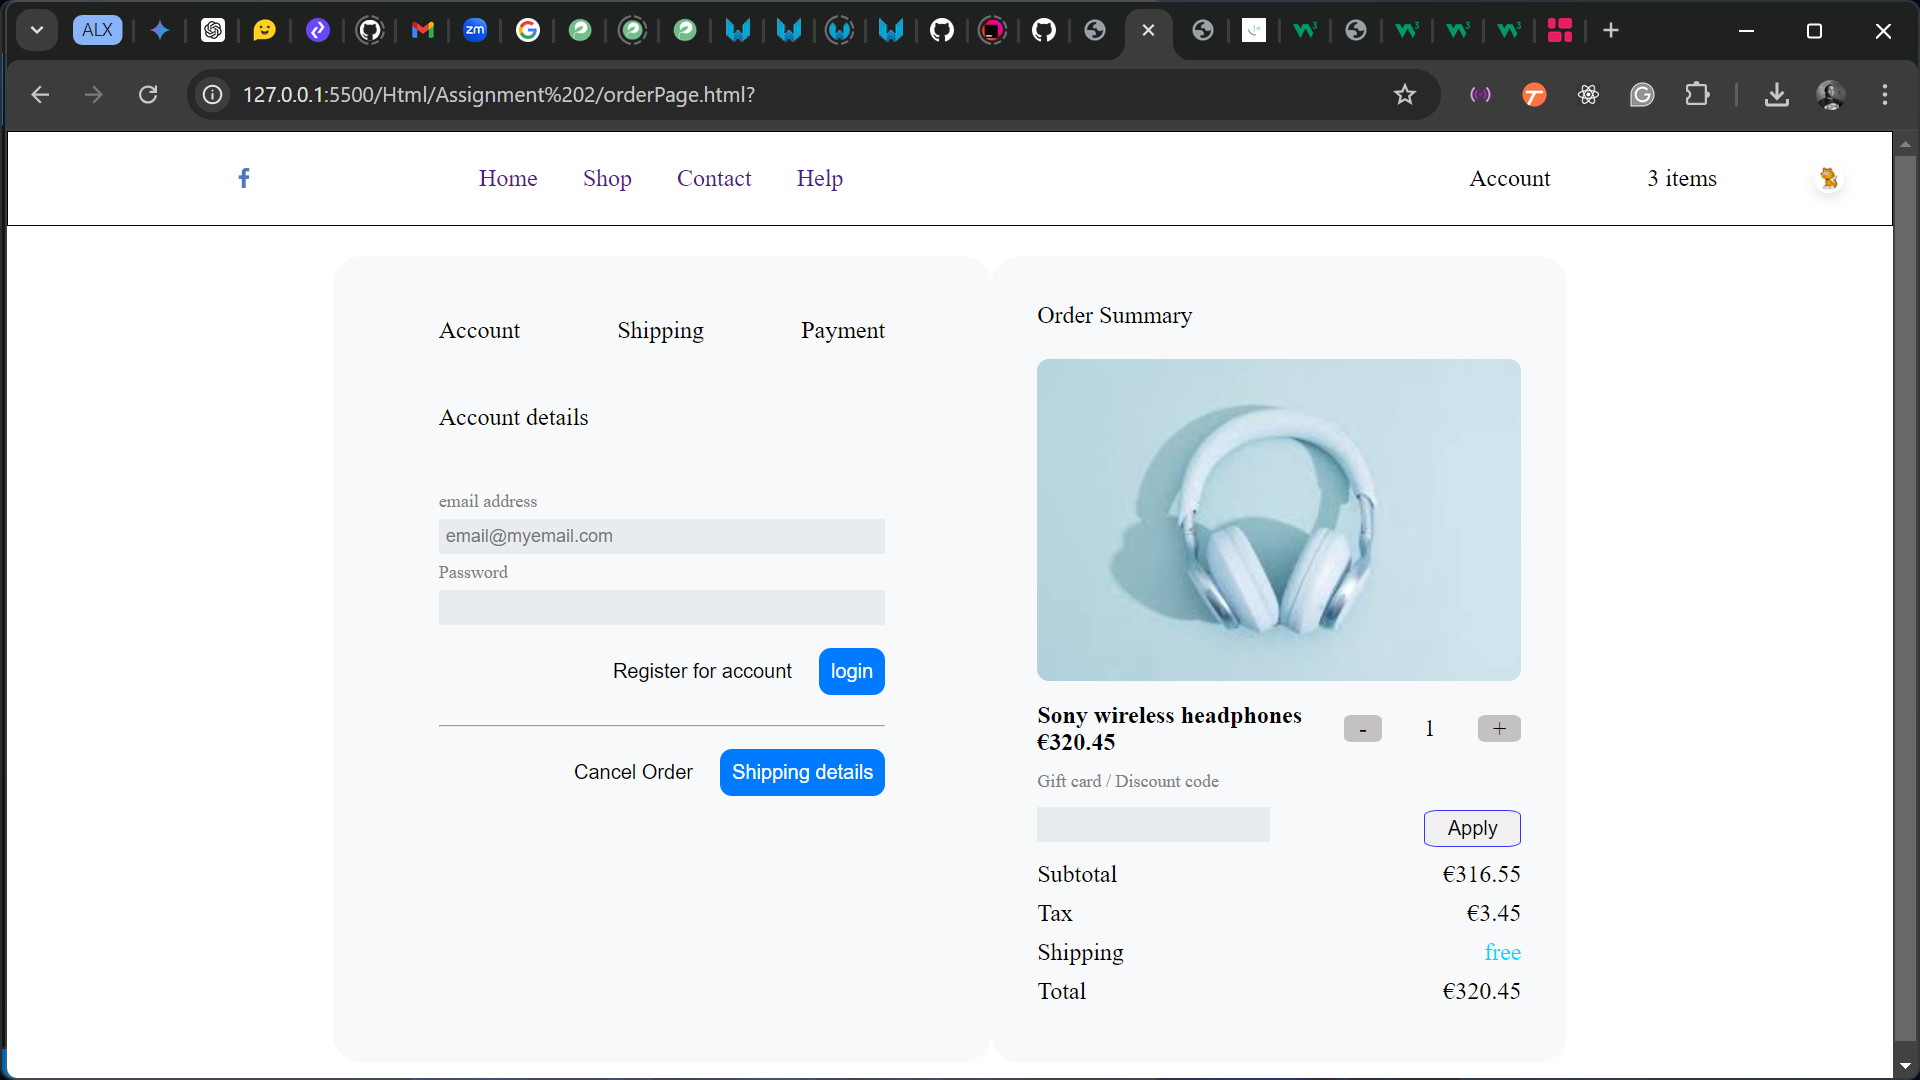 ALX
zm
127.0.0.1:5500/Html/Assignment%202/orderPage.html?
Home Shop Contact Help Account 3 items
Account Shipping Payment
Account details
email address
email@myemail.com
Password
Register for account login
Cancel Order Shipping details
Order Summary
Sony wireless headphones
€320.45
- 1 +
Gift card / Discount code
Apply
Subtotal €316.55
Tax €3.45
Shipping free
Total €320.45